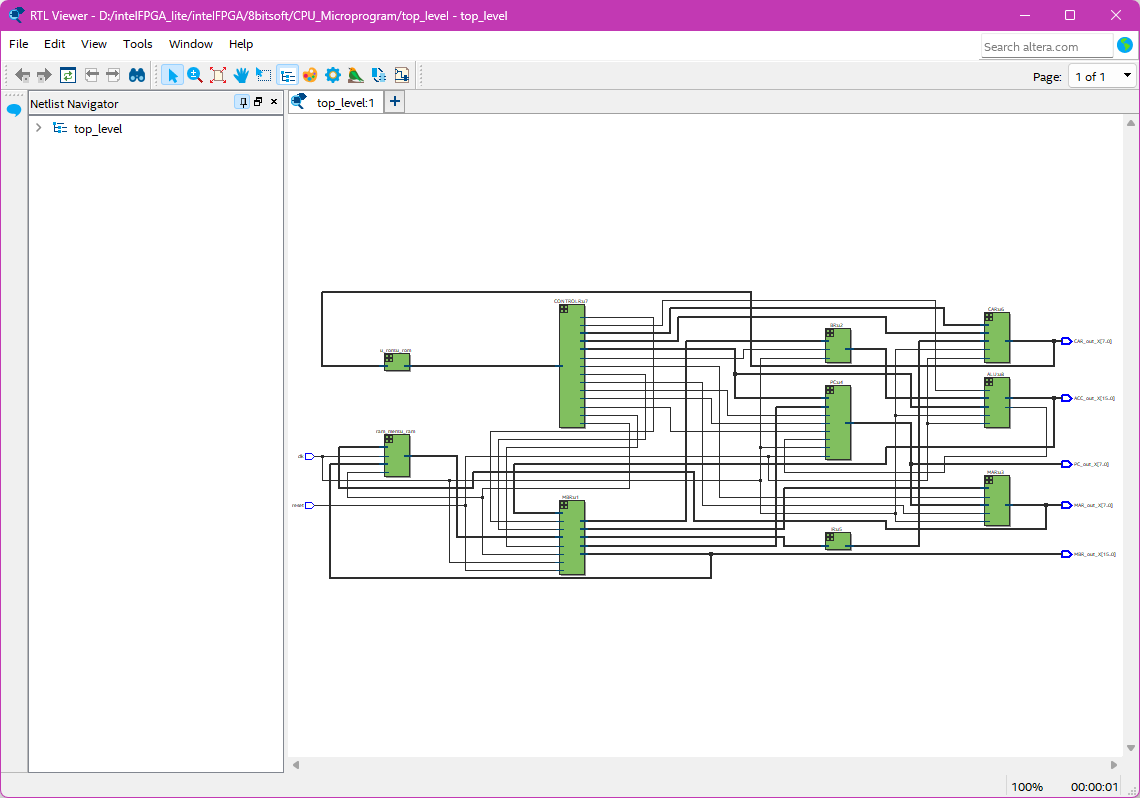 RTL Viewer - D:/intelFPGA_lite/intelFPGA/8bitsoft/CPU_Microprogram/top_level - top_level
File Edit View Tools Window Help
Search altera.com
Page: 1 of 1
Netlist Navigator
top_level:1
top_level
CONTROLR:u7
CAR:u6
BR:u2
CAR_out_X[7..0]
u_rom:u_rom
ALU:u8
PC:u4
ACC_out_X[15..0]
clk
PC_out_X[7..0]
MAR:u3
MBR:u1
reset
MAR_out_X[7..0]
IR:u5
MBR_out_X[15..0]
100% 00:00:01